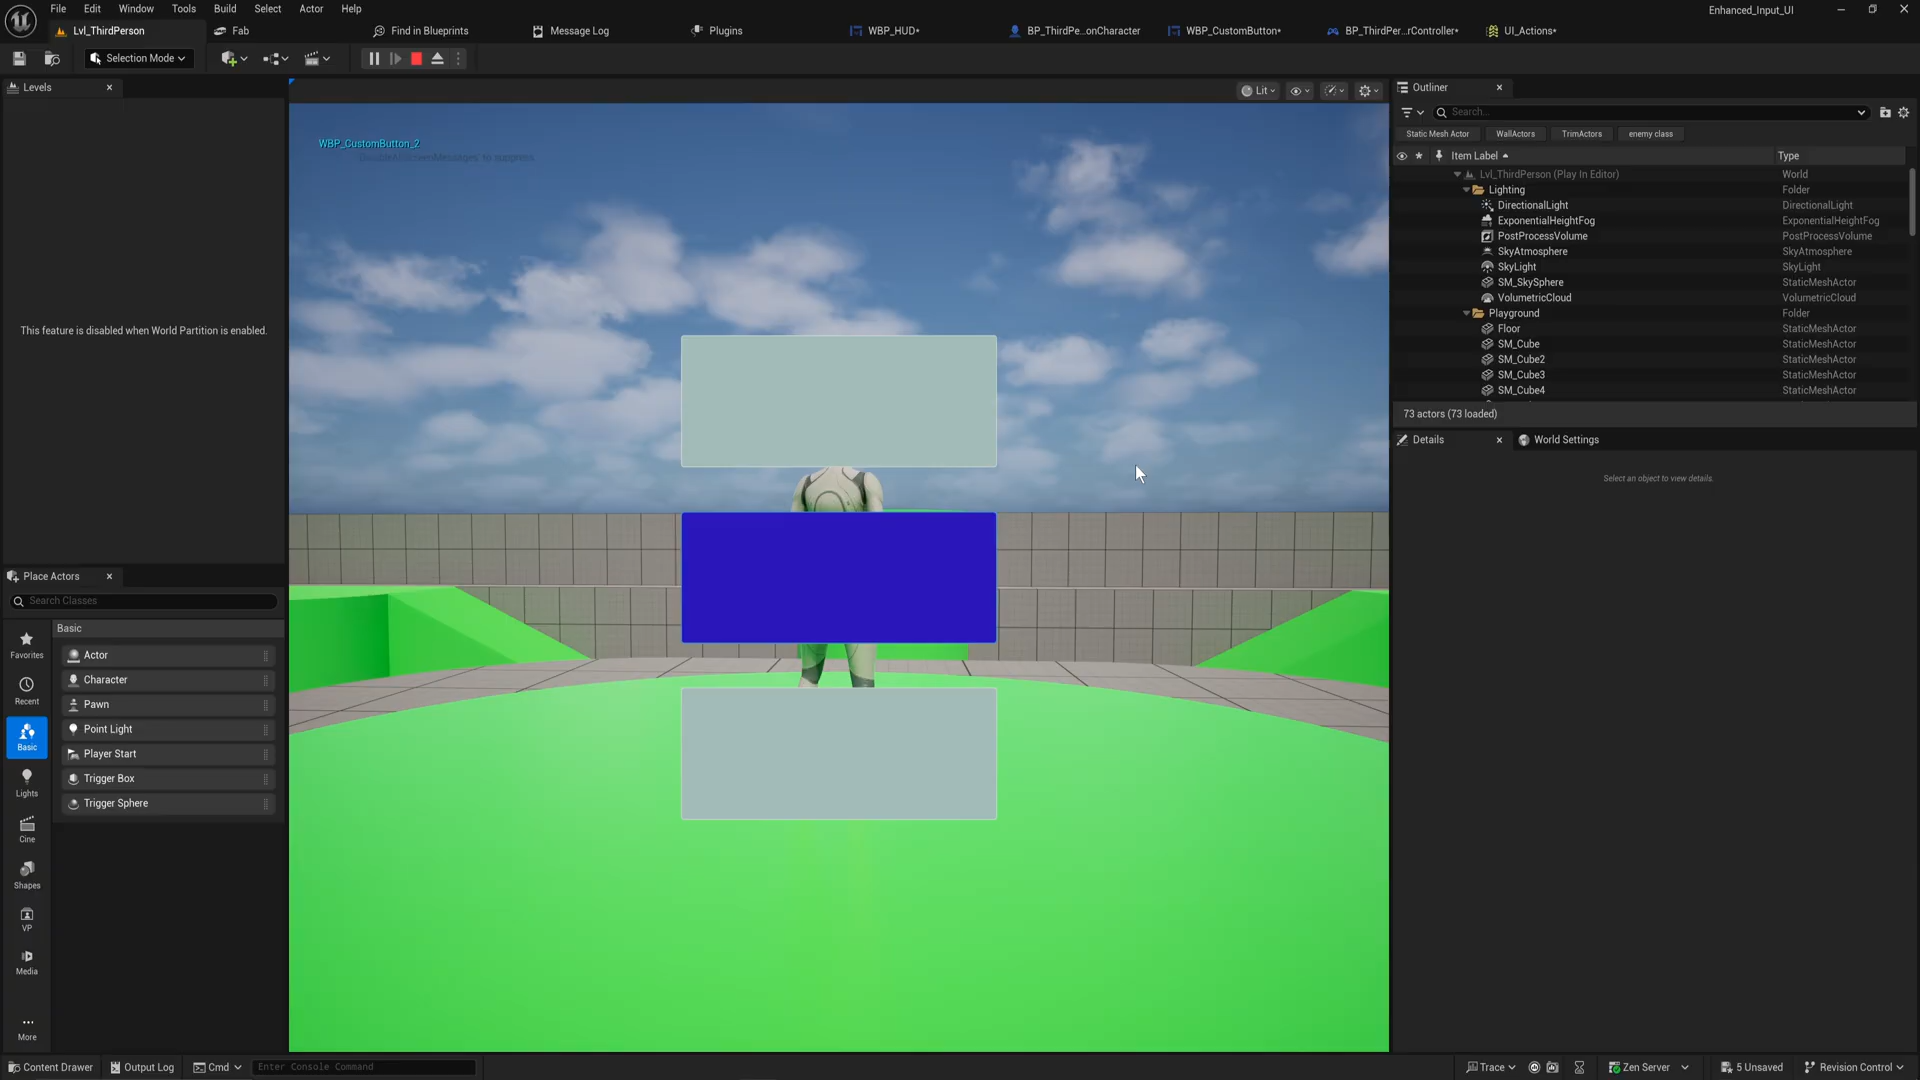 File Edit Window Tools Build Select Actor Help
Enhanced_Input_UI
Lvl_ThirdPerson
Fab
Find in Blueprints
Message Log
Plugins
WBP_HUD*
BP_ThirdPe...onCharacter
WBP_CustomButton*
BP_ThirdPer...rController*
UI_Actions*
Selection Mode
Levels
This feature is disabled when World Partition is enabled.
Place Actors
Search Classes
Favorites
Recent
Basic
Lights
Cine
Shapes
VP
Media
More
Basic
Actor
Character
Pawn
Point Light
Player Start
Trigger Box
Trigger Sphere
Lit
WBP_CustomButton_2
Outliner
Search...
Static Mesh Actor WallActors TrimActors enemy class
Item Label Type
Lvl_ThirdPerson (Play In Editor) World
Lighting Folder
DirectionalLight DirectionalLight
ExponentialHeightFog ExponentialHeightFog
PostProcessVolume PostProcessVolume
SkyAtmosphere SkyAtmosphere
SkyLight SkyLight
SM_SkySphere StaticMeshActor
VolumetricCloud VolumetricCloud
Playground Folder
Floor StaticMeshActor
SM_Cube StaticMeshActor
SM_Cube2 StaticMeshActor
SM_Cube3 StaticMeshActor
SM_Cube4 StaticMeshActor
73 actors (73 loaded)
Details
World Settings
Select an object to view details.
Content Drawer
Output Log
Cmd
Enter Console Command
Trace
Zen Server
5 Unsaved
Revision Control